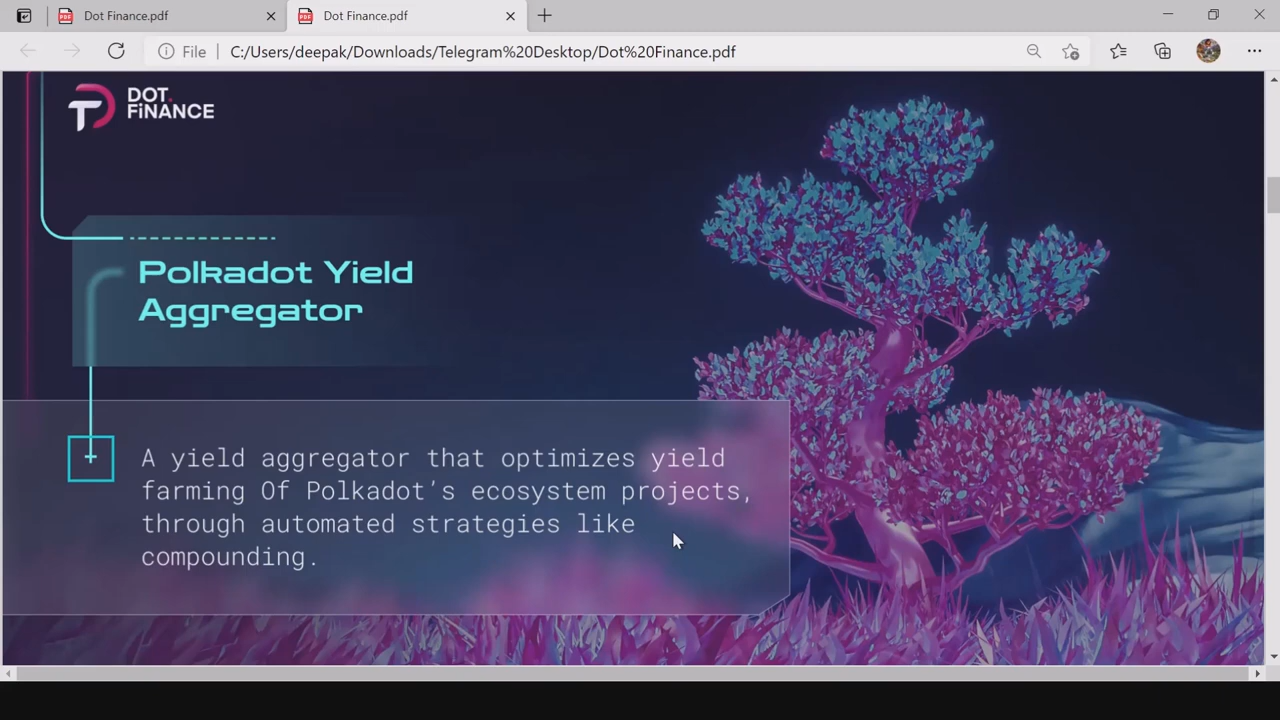 Dot Finance.pdf
Dot Finance.pdf
File
C:/Users/deepak/Downloads/Telegram%20Desktop/Dot%20Finance.pdf
DOT.
FiNANCE
Polkadot Yield
Aggregator
A yield aggregator that optimizes yield
farming Of Polkadot's ecosystem projects,
through automated strategies like
compounding.